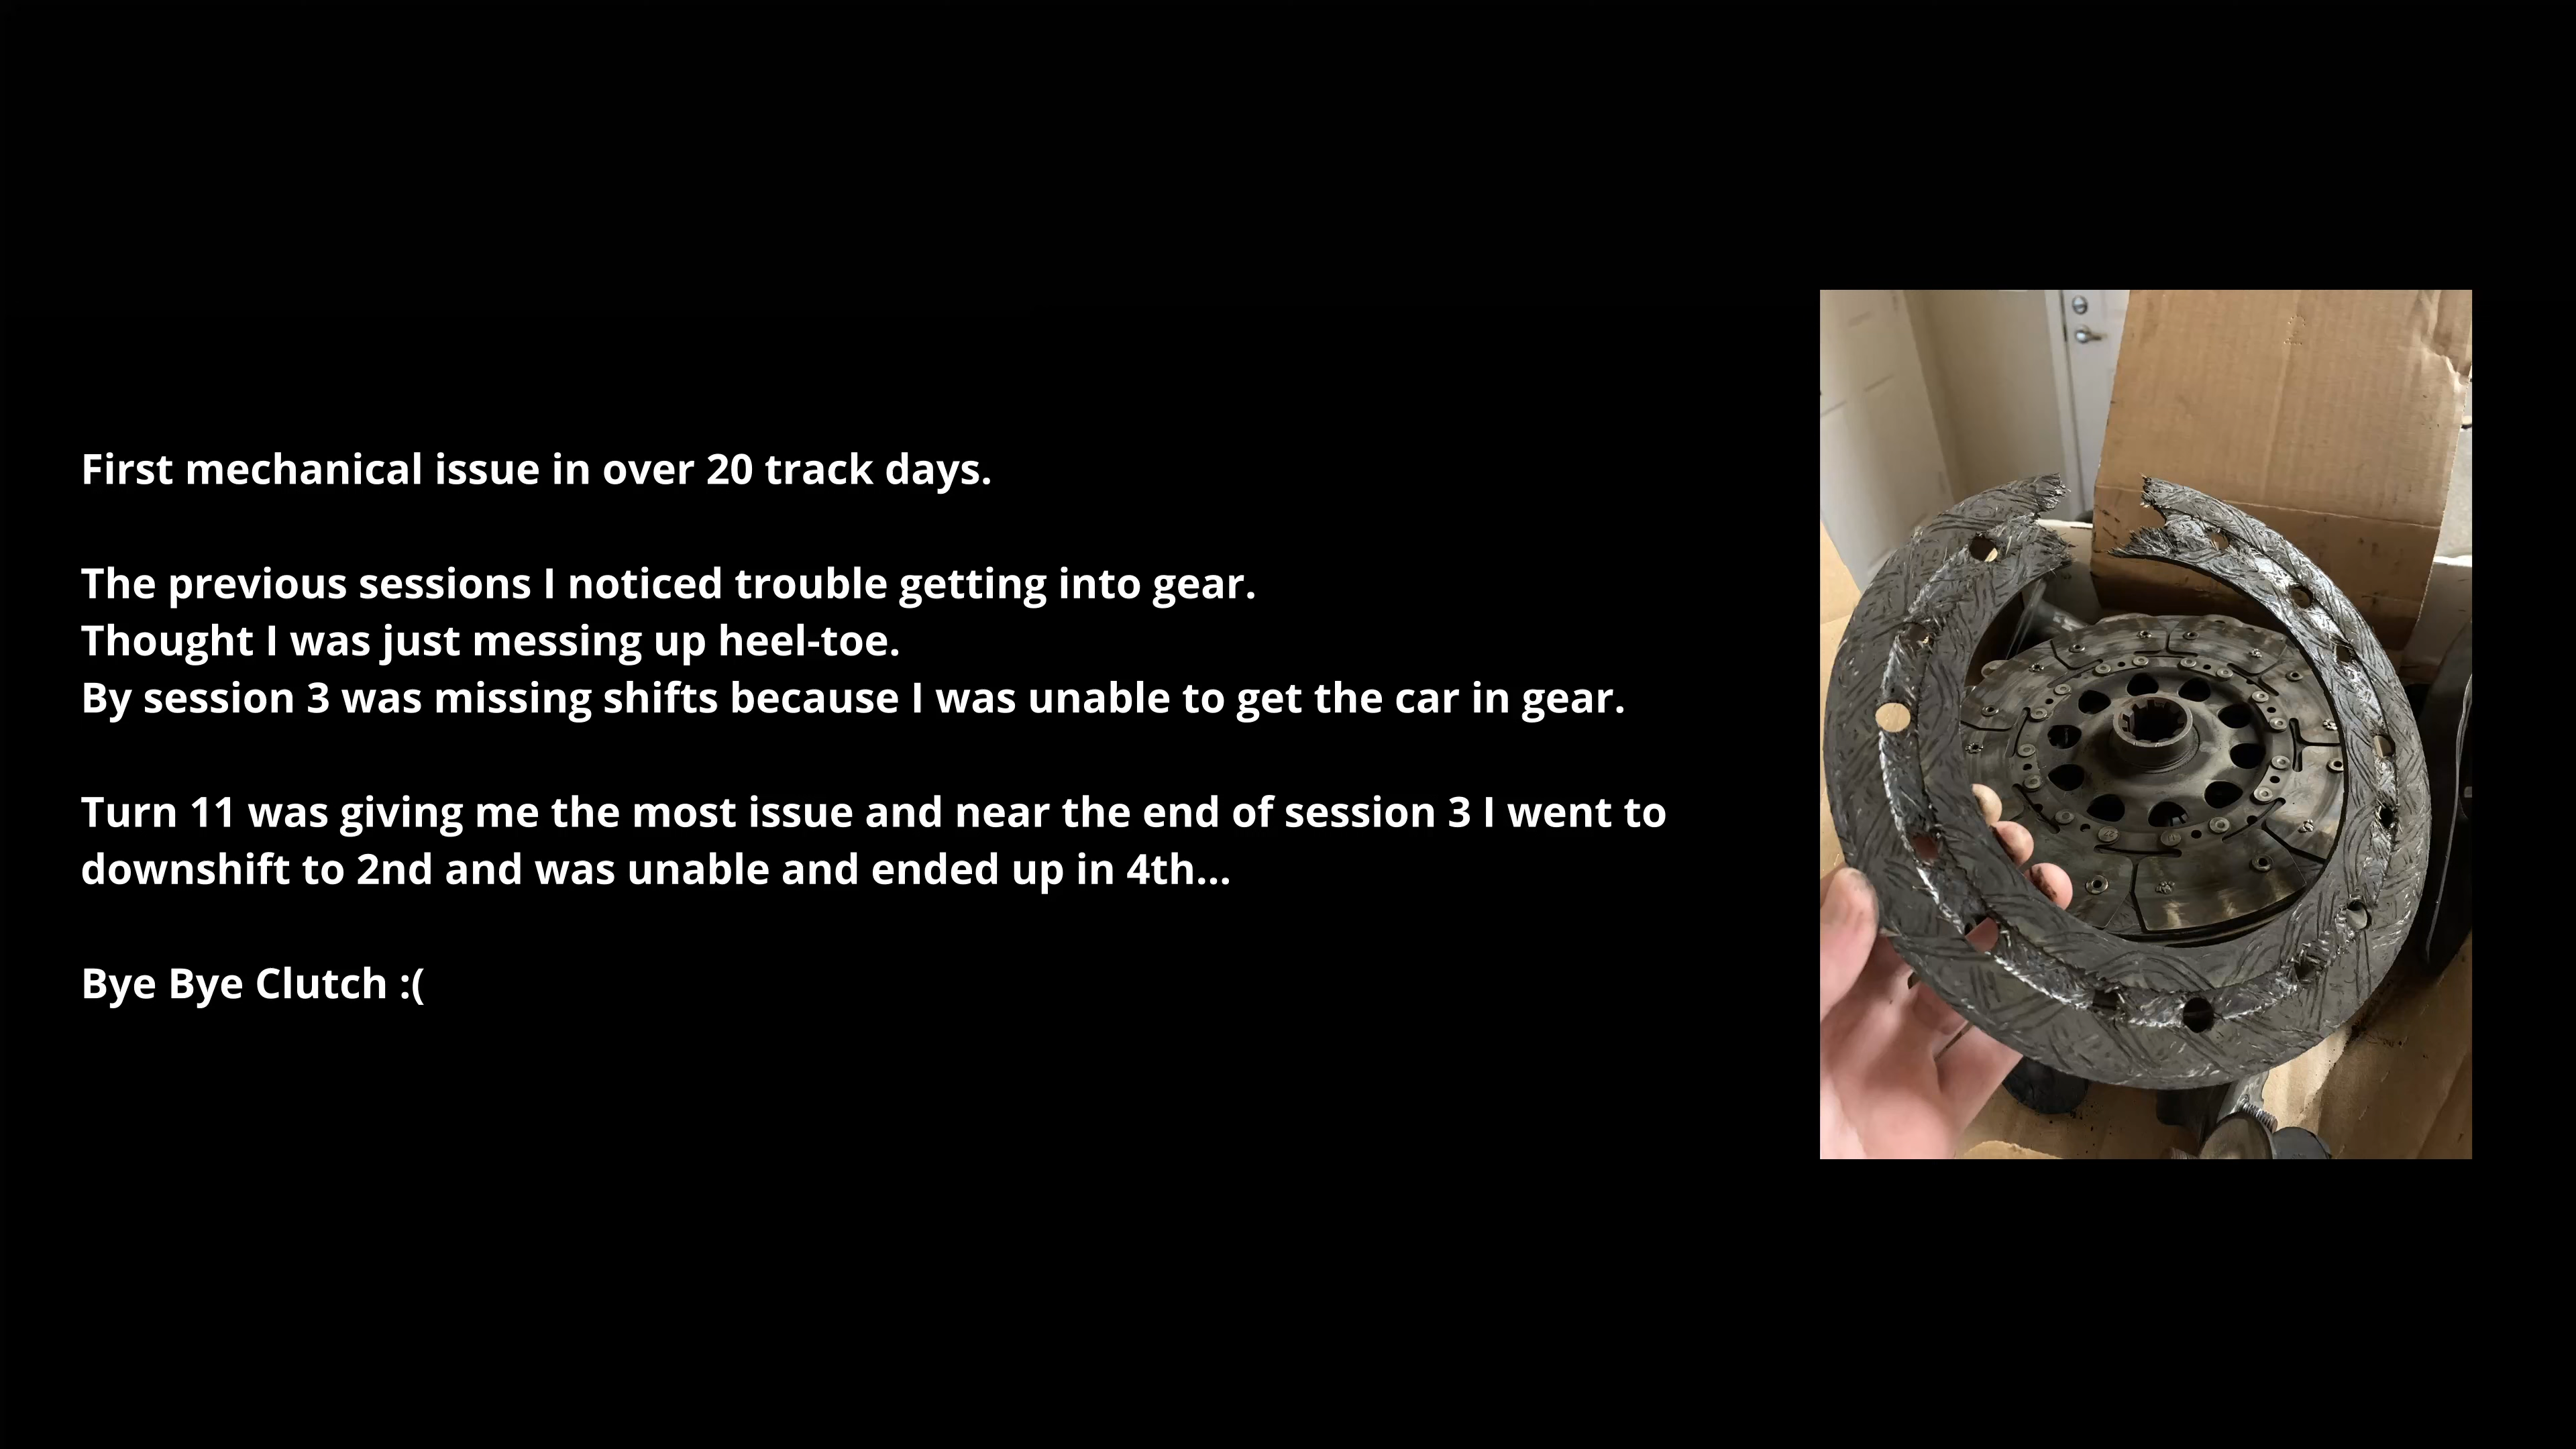 First mechanical issue in over 20 track days.
The previous sessions I noticed trouble getting into gear.
Thought I was just messing up heel-toe.
By session 3 was missing shifts because I was unable to get the car in gear.
Turn 11 was giving me the most issue and near the end of session 3 I went to
downshift to 2nd and was unable and ended up in 4th...
Bye Bye Clutch :(